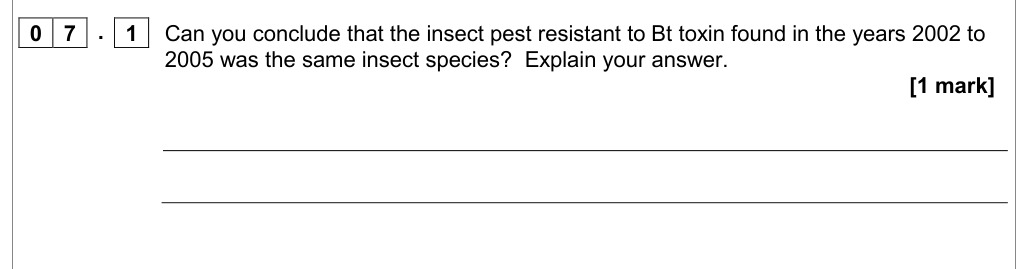 0 7 . 1 Can you conclude that the insect pest resistant to Bt toxin found in the years 2002 to
2005 was the same insect species? Explain your answer.
[1 mark]